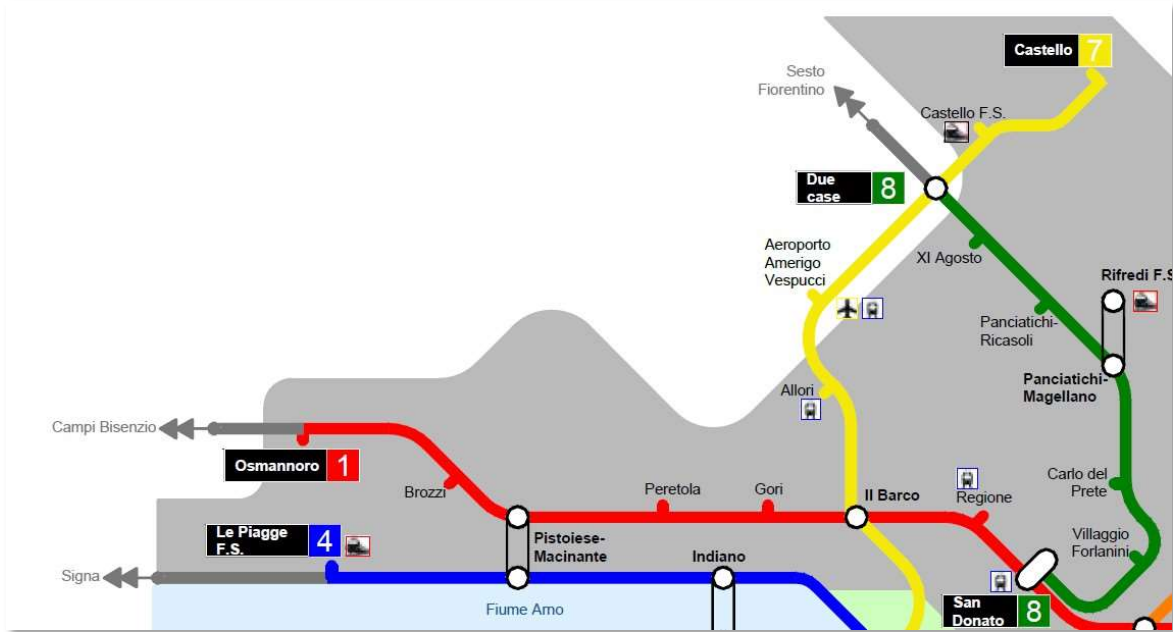 Castello 7
Sesto
Fiorentino
Castello F.S.
Due
case 8
Aeroporto
Amerigo
Vespucci
XI Agosto
Rifredi F.S
Panciatichi-
Ricasoli
Panciatichi-
Magellano
Allori
Campi Bisenzio
Osmannoro 1
Brozzi
Peretola
Gori
Il Barco
Regione
Carlo del
Prete
Le Piagge
F.S. 4
Pistoiese-
Macinante
Indiano
Villaggio
Forlanini
Signa
Fiume Arno
San
Donato 8